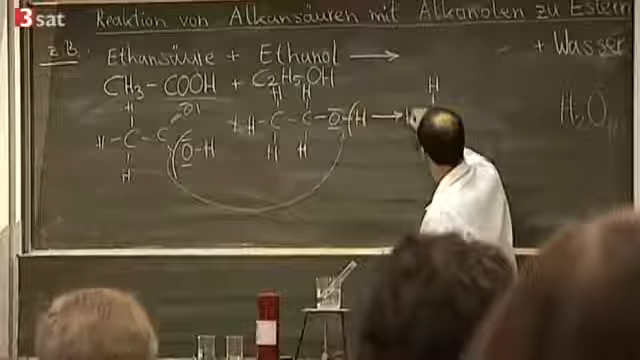 3sat
Reaktion von Alkansäuren mit Alkanolen zu Estern
z.B. Ethansäure + Ethanol → + Wasser
CH₃-COOH + C₂H₅OH
H H H H
O|
H-C-C + H-C-C-O-H → H
O-H
H H H
H₂O